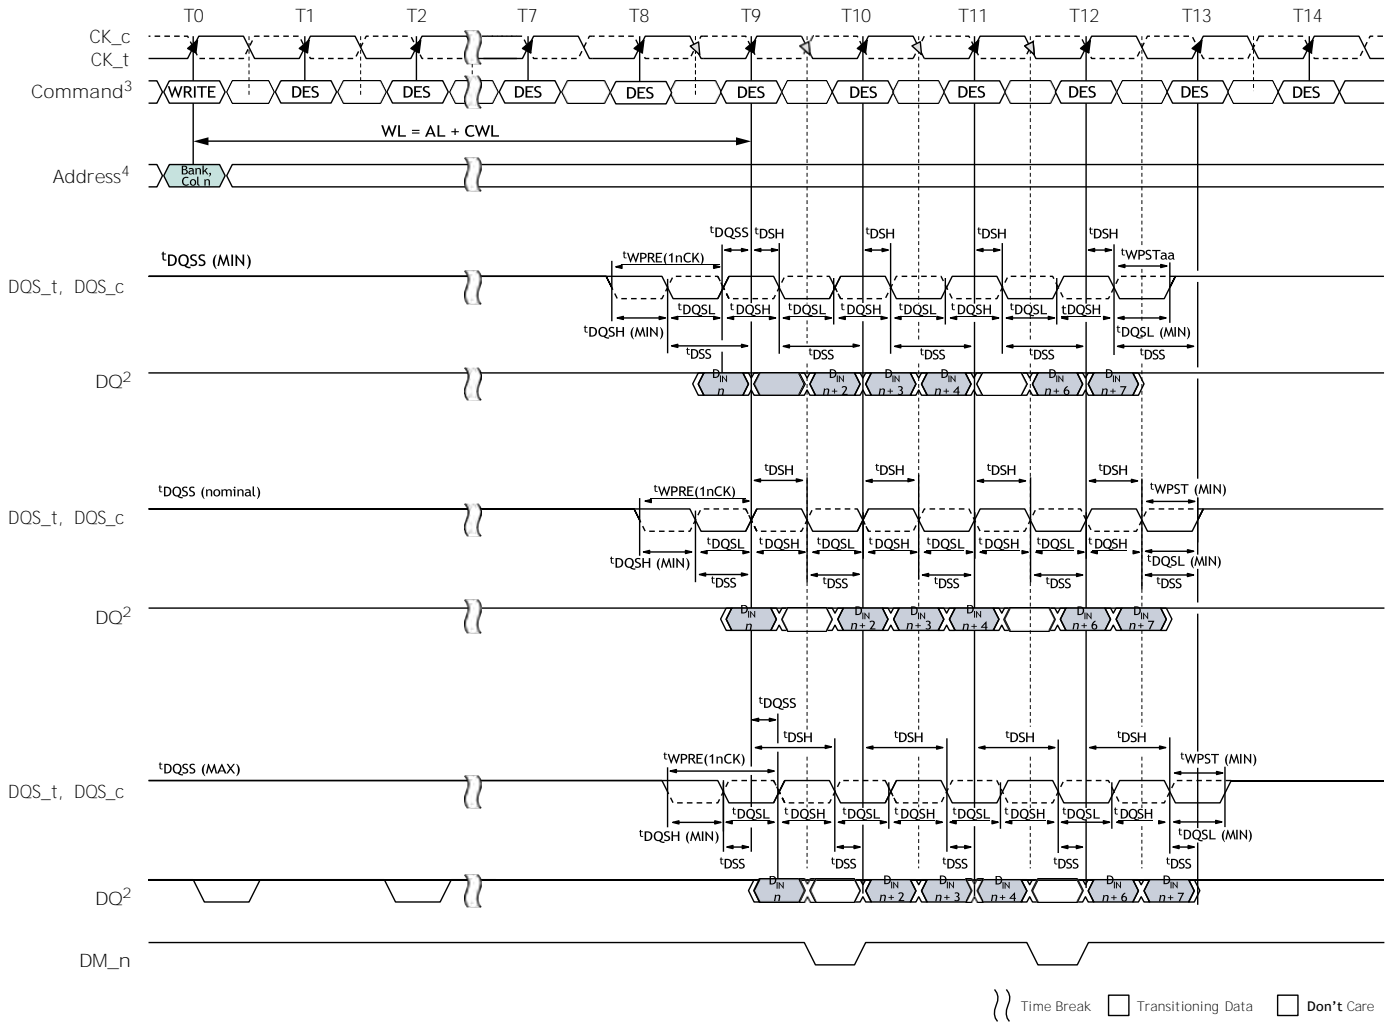 T0 T1 T2 T7 T8 T9 T10 T11 T12 T13 T14
CK_c
CK_t
Command3 WRITE DES DES DES DES DES DES DES DES DES DES
WL = AL + CWL
Address4 Bank,
Col n
tDQSS tDSH tDSH tDSH tDSH
tDQSS (MIN) tWPRE(1nCK) tWPSTaa
DQS_t, DQS_c
tDQSL tDQSH tDQSL tDQSH tDQSL tDQSH tDQSL tDQSH
tDQSH (MIN) tDQSL (MIN)
tDSS tDSS tDSS tDSS tDSS
DQ2 DIN DIN DIN DIN DIN DIN
n n+2 n+3 n+4 n+6 n+7
tDSH tDSH tDSH tDSH
tDQSS (nominal) tWPRE(1nCK) tWPST (MIN)
DQS_t, DQS_c
tDQSL tDQSH tDQSL tDQSL tDQSH tDQSL tDQSH
tDQSH (MIN) tDQSL (MIN)
tDSS tDSS tDSS tDSS tDSS
DQ2 DIN DIN DIN DIN DIN DIN
n n+2 n+3 n+4 n+6 n+7
tDQSS
tDSH tDSH tDSH tDSH
tDQSS (MAX) tWPRE(1nCK) tWPST (MIN)
DQS_t, DQS_c
tDQSL tDQSH tDQSL tDQSH tDQSL tDQSH tDQSL tDQSH
tDQSH (MIN) tDQSL (MIN)
tDSS tDSS tDSS tDSS tDSS
DQ2 DIN DIN DIN DIN DIN DIN
n n+2 n+3 n+4 n+6 n+7
DM_n
Time Break Transitioning Data Don't Care